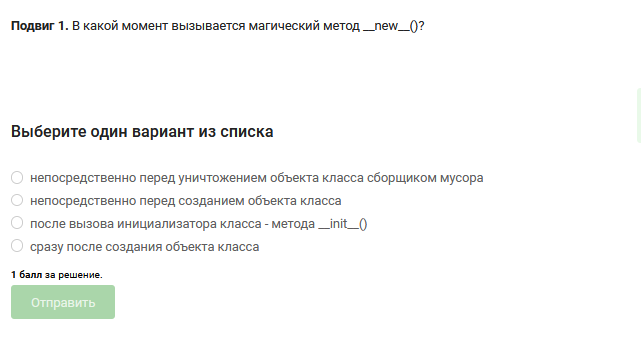 Подвиг 1. В какой момент вызывается магический метод __new__()?
Выберите один вариант из списка
непосредственно перед уничтожением объекта класса сборщиком мусора
непосредственно перед созданием объекта класса
после вызова инициализатора класса - метода __init__()
сразу после создания объекта класса
1 балл за решение.
Отправить